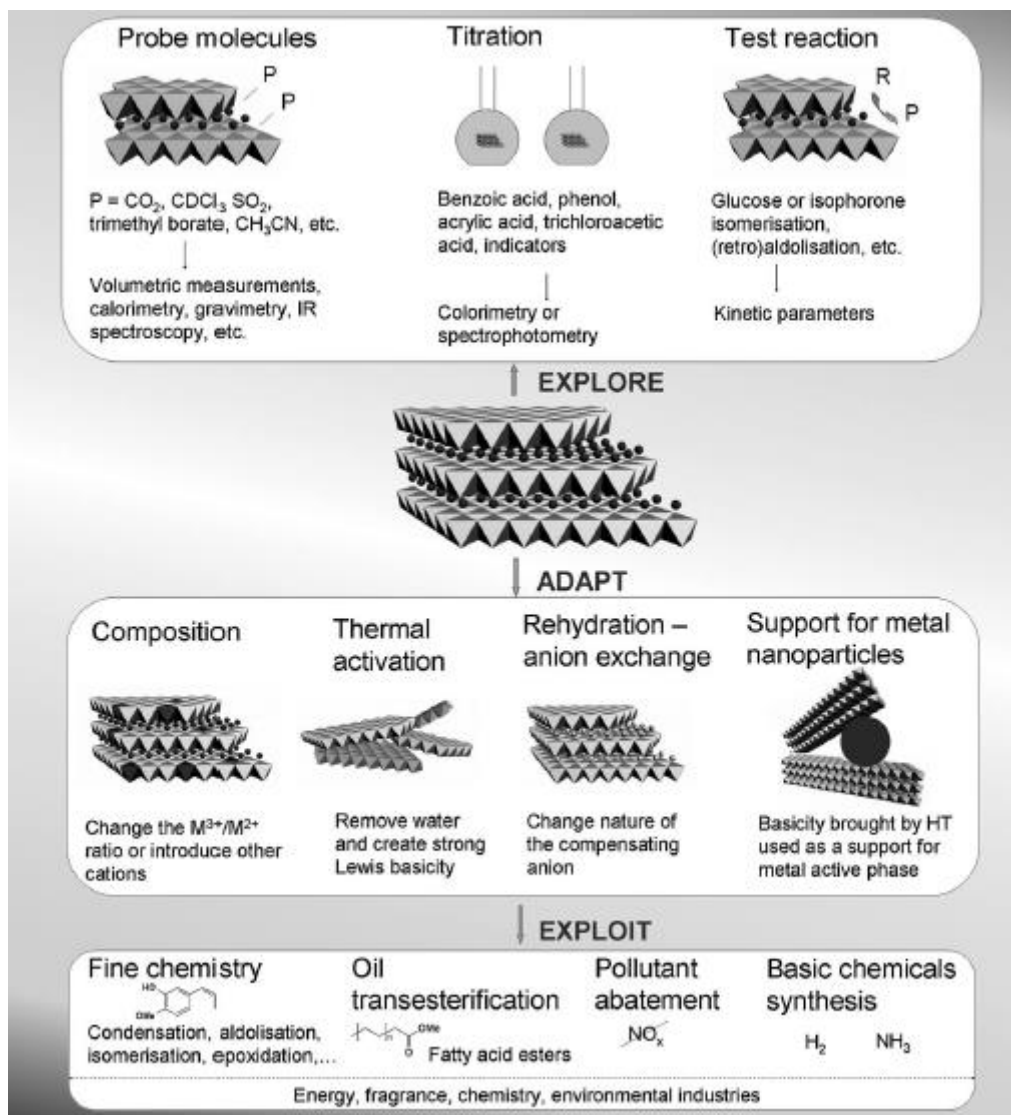 Probe molecules
P
P
P = CO₂, CDCl₃ SO₂,
trimethyl borate, CH₃CN, etc.
Volumetric measurements,
calorimetry, gravimetry, IR
spectroscopy, etc.
Titration
Benzoic acid, phenol,
acrylic acid, trichloroacetic
acid, indicators
Colorimetry or
spectrophotometry
Test reaction
R
P
Glucose or isophorone
isomerisation,
(retro)aldolisation, etc.
Kinetic parameters
EXPLORE
ADAPT
Composition
Change the M³⁺/M²⁺
ratio or introduce other
cations
Thermal
activation
Remove water
and create strong
Lewis basicity
Rehydration –
anion exchange
Change nature of
the compensating
anion
Support for metal
nanoparticles
Basicity brought by HT
used as a support for
metal active phase
EXPLOIT
Fine chemistry
HO
OMe
Condensation, aldolisation,
isomerisation, epoxidation,...
Oil
transesterification
n
OMe
O
Fatty acid esters
Pollutant
abatement
NOₓ
Basic chemicals
synthesis
H₂ NH₃
Energy, fragrance, chemistry, environmental industries